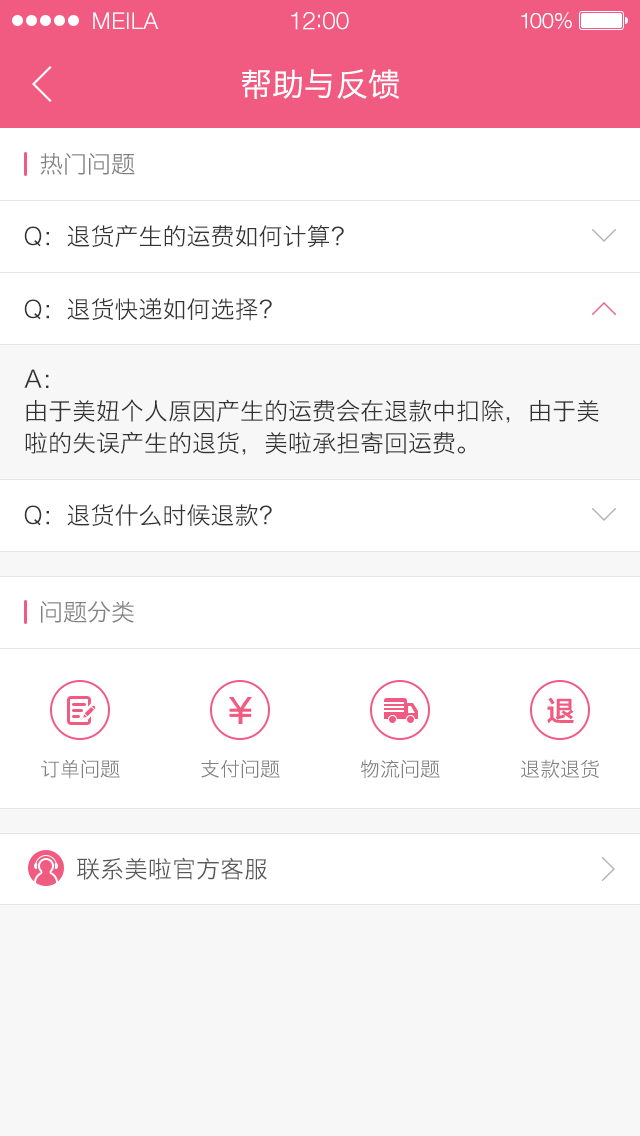 MEILA 12:00 100%
帮助与反馈
热门问题
Q：退货产生的运费如何计算?
Q：退货快递如何选择?
A：
由于美妞个人原因产生的运费会在退款中扣除，由于美
啦的失误产生的退货，美啦承担寄回运费。
Q：退货什么时候退款?
问题分类
¥ 退
订单问题 支付问题 物流问题 退款退货
联系美啦官方客服